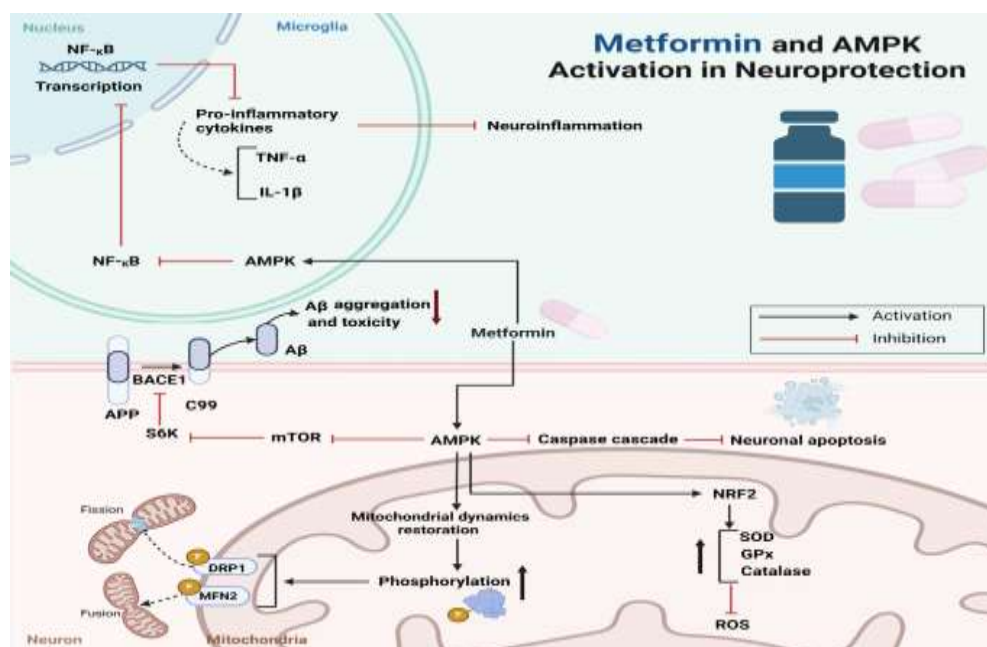 Nucleus
Microglia
NF-κB
Transcription
Metformin and AMPK
Activation in Neuroprotection
Pro-inflammatory
cytokines
Neuroinflammation
TNF-α
IL-1β
NF-κB
AMPK
Aβ aggregation
and toxicity
Metformin
Activation
Inhibition
Aβ
BACE1
APP
C99
S6K
mTOR
AMPK
Caspase cascade
Neuronal apoptosis
Fission
Mitochondrial dynamics
restoration
NRF2
SOD
GPx
Catalase
P
DRP1
P
MFN2
Phosphorylation
P
Fusion
ROS
Neuron
Mitochondria